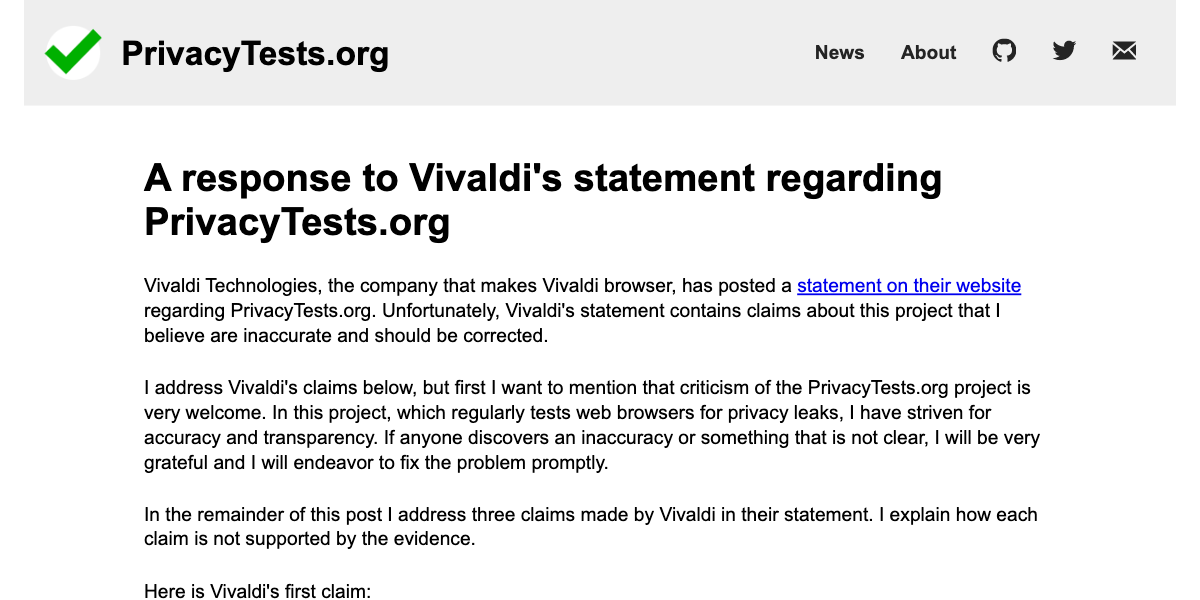 PrivacyTests.org
News
About
A response to Vivaldi's statement regarding
PrivacyTests.org
Vivaldi Technologies, the company that makes Vivaldi browser, has posted a statement on their website
regarding PrivacyTests.org. Unfortunately, Vivaldi's statement contains claims about this project that I
believe are inaccurate and should be corrected.
I address Vivaldi's claims below, but first I want to mention that criticism of the PrivacyTests.org project is
very welcome. In this project, which regularly tests web browsers for privacy leaks, I have striven for
accuracy and transparency. If anyone discovers an inaccuracy or something that is not clear, I will be very
grateful and I will endeavor to fix the problem promptly.
In the remainder of this post I address three claims made by Vivaldi in their statement. I explain how each
claim is not supported by the evidence.
Here is Vivaldi's first claim: